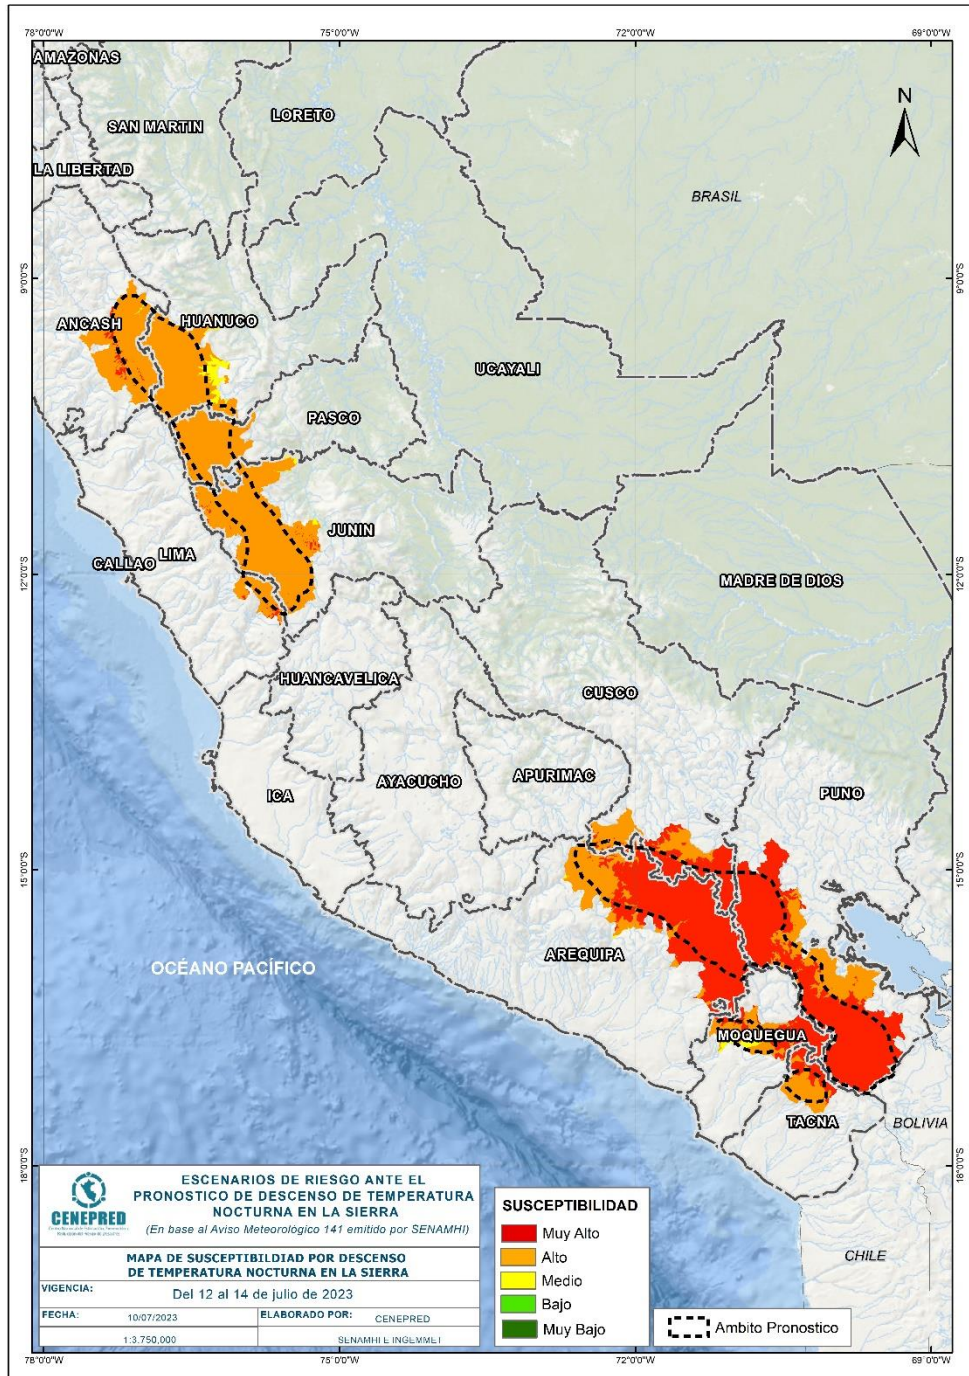 78°0'0"W 75°0'0"W 72°0'0"W 69°0'0"W
AMAZONAS
LORETO
SAN MARTIN
LA LIBERTAD
N
BRASIL
9°0'0"S 9°0'0"S
ANCASH
HUANUCO
UCAYALI
PASCO
JUNIN
LIMA
CALLAO
12°0'0"S 12°0'0"S
MADRE DE DIOS
HUANCAVELICA
CUSCO
AYACUCHO
APURIMAC
ICA
PUNO
15°0'0"S 15°0'0"S
AREQUIPA
OCÉANO PACÍFICO
MOQUEGUA
TACNA
BOLIVIA
18°0'0"S 18°0'0"S
CHILE
CENEPRED
ESCENARIOS DE RIESGO ANTE EL
PRONOSTICO DE DESCENSO DE TEMPERATURA
NOCTURNA EN LA SIERRA
(En base al Aviso Meteorológico 141 emitido por SENAMHI)
MAPA DE SUSCEPTIBILDIAD POR DESCENSO
DE TEMPERATURA NOCTURNA EN LA SIERRA
VIGENCIA: Del 12 al 14 de julio de 2023
FECHA: 10/07/2023 ELABORADO POR: CENEPRED
1:3.750,000 SENAMHI E INGEMMET
SUSCEPTIBILIDAD
Muy Alto
Alto
Medio
Bajo
Muy Bajo
Ambito Pronostico
78°0'0"W 75°0'0"W 72°0'0"W 69°0'0"W